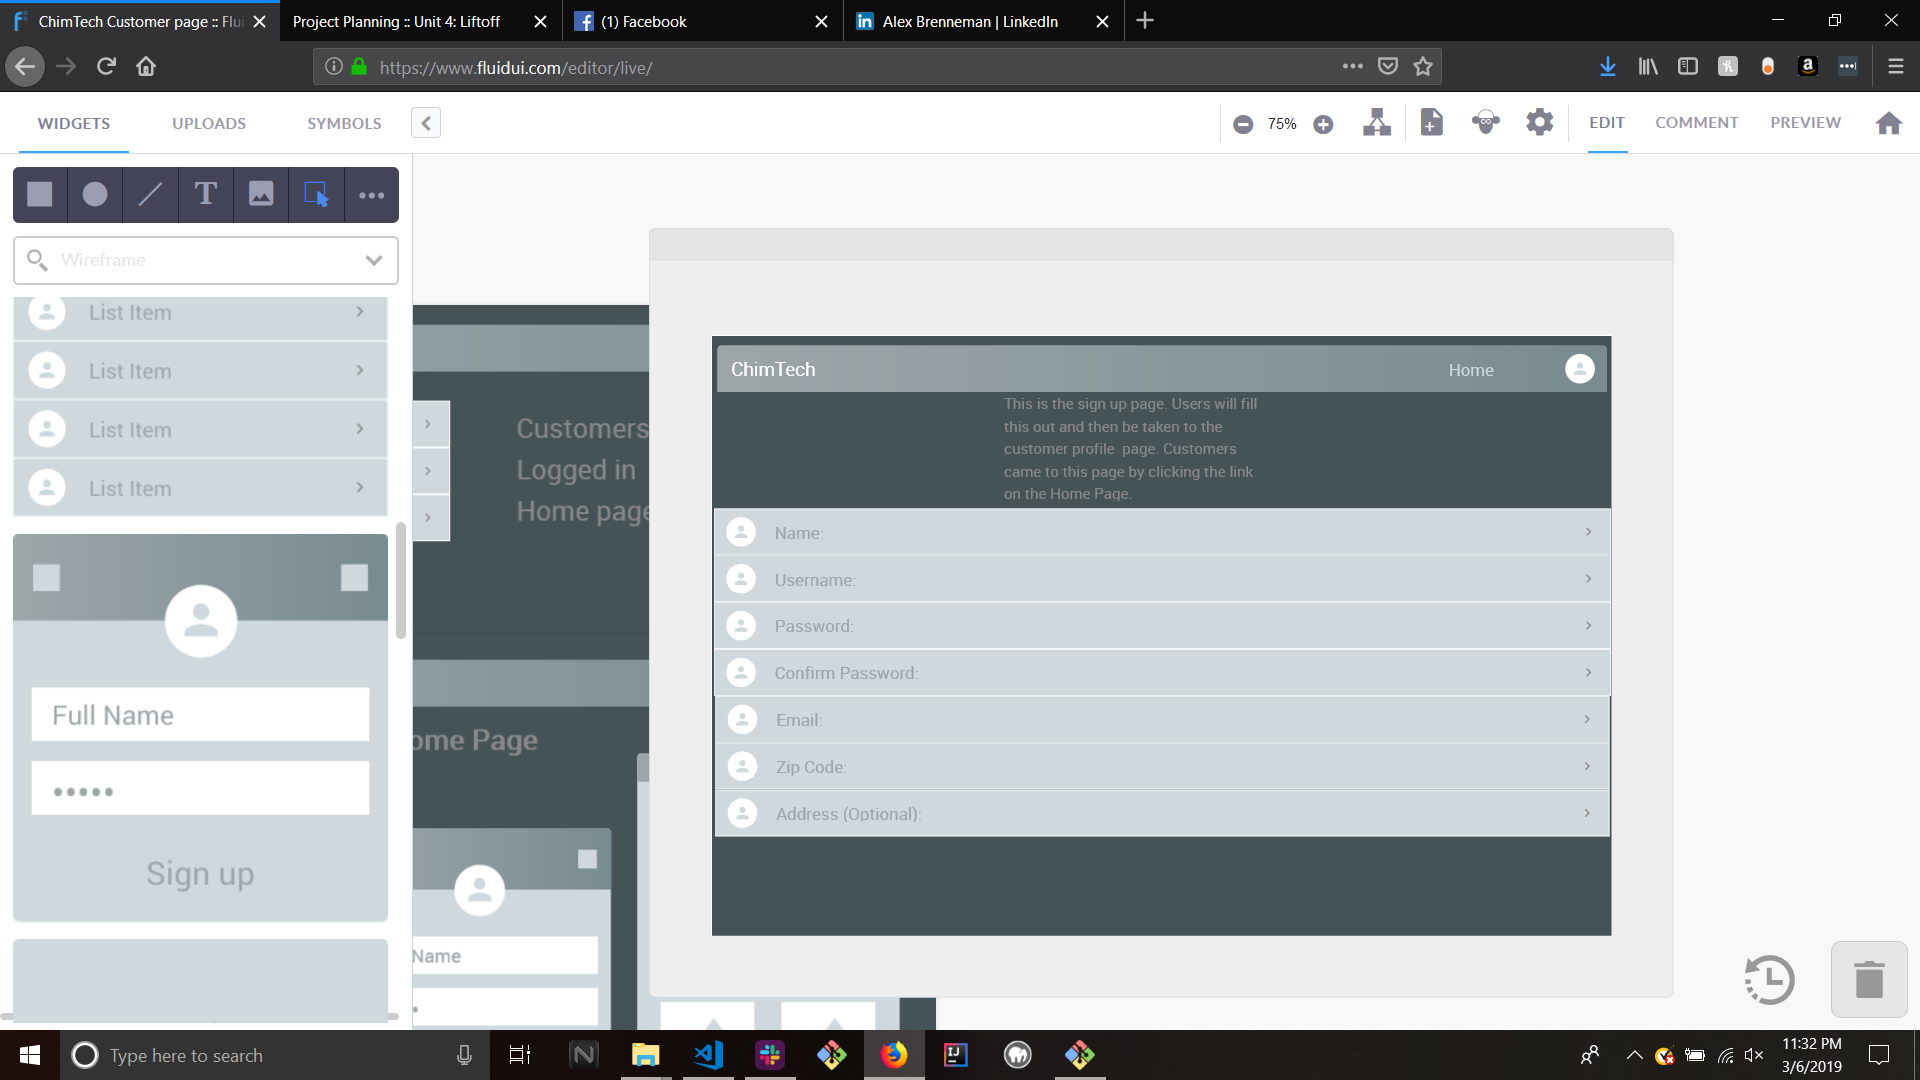 ChimTech Customer page :: Flui
Project Planning :: Unit 4: Liftoff
(1) Facebook
Alex Brenneman | LinkedIn
https://www.fluidui.com/editor/live/
WIDGETS
UPLOADS
SYMBOLS
75%
EDIT
COMMENT
PREVIEW
T
Wireframe
List Item
List Item
List Item
List Item
Full Name
Sign up
Customers
Logged in
Home page
ome Page
Name
ChimTech
Home
This is the sign up page. Users will fill
this out and then be taken to the
customer profile  page. Customers
came to this page by clicking the link
on the Home Page.
Name:
Username:
Password:
Confirm Password:
Email:
Zip Code:
Address (Optional):
Type here to search
11:32 PM
3/6/2019